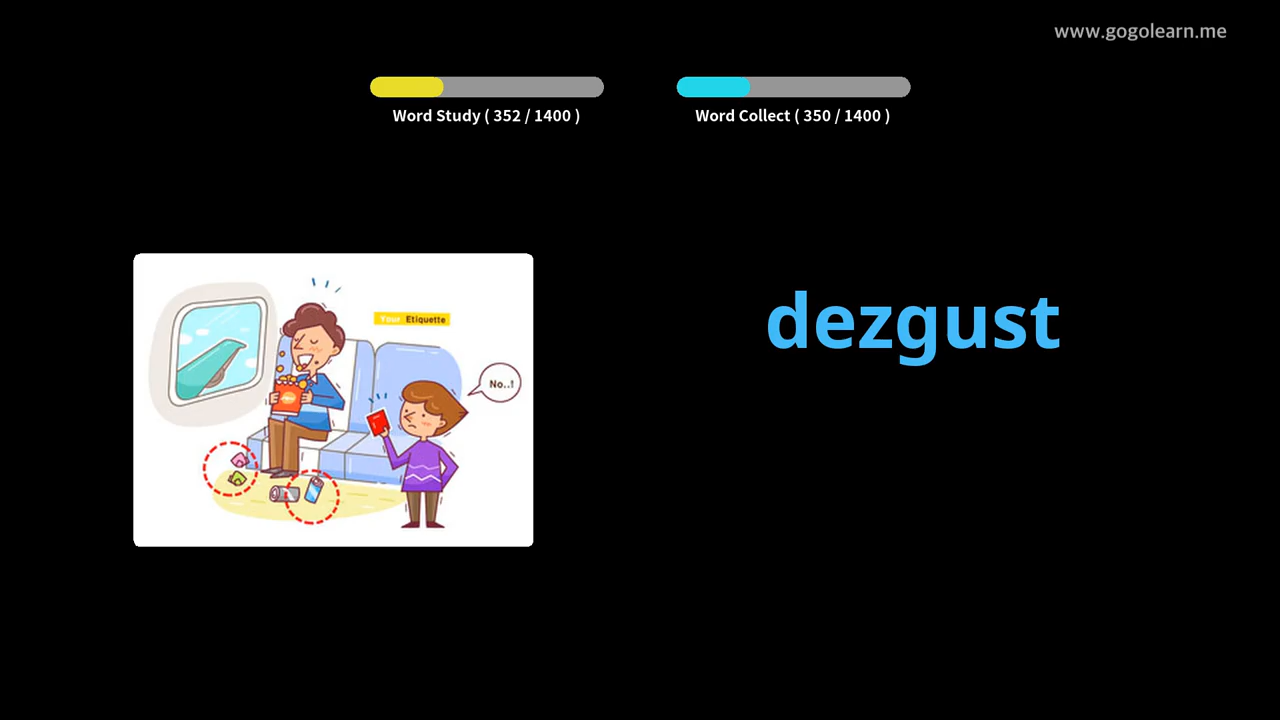 www.gogolearn.me
Word Study ( 352 / 1400 )
Word Collect ( 350 / 1400 )
Your Etiquette
No..!
dezgust